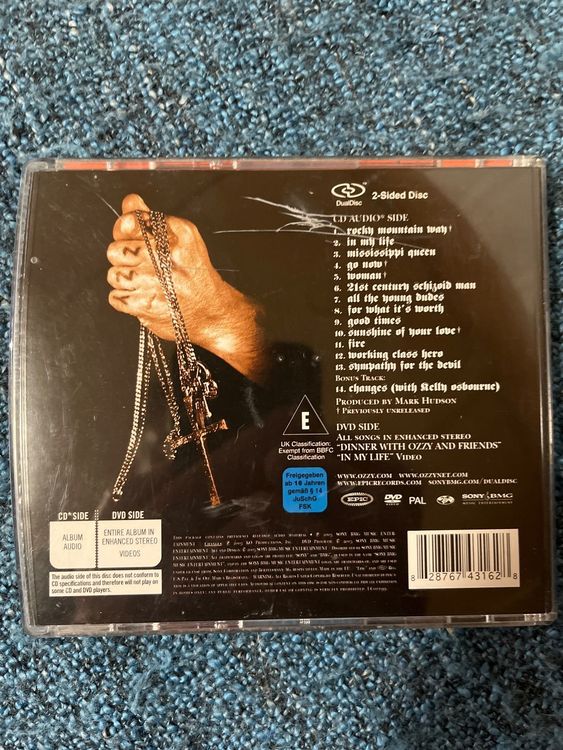 DualDisc
2-Sided Disc
CD AUDIO* SIDE
1. rocky mountain way†
2. in my life
3. mississippi queen
4. go now†
5. woman†
6. 21st century schizoid man
7. all the young dudes
8. for what it's worth
9. good times
10. sunshine of your love†
11. fire
12. working class hero
13. sympathy for the devil
BONUS TRACK:
14. changes (with Kelly osbourne)
PRODUCED BY MARK HUDSON
† PREVIOUSLY UNRELEASED
DVD SIDE
ALL SONGS IN ENHANCED STEREO
"DINNER WITH OZZY AND FRIENDS"
"IN MY LIFE" VIDEO
WWW.OZZY.COM WWW.OZZYNET.COM
WWW.EPICRECORDS.COM SONYBMG.COM/DUALDISC
EPIC DVD PAL SONY BMG
MUSIC ENTERTAINMENT
E
UK Classification:
Exempt from BBFC
Classification
Freigegeben
ab 16 Jahren
gemäß § 14
JuSchG
FSK
CD* SIDE
DVD SIDE
ALBUM
AUDIO
ENTIRE ALBUM IN
ENHANCED STEREO
VIDEOS
The audio side of this disc does not conform to
CD specifications and therefore will not play on
some CD and DVD players.
8 28767 43162 8